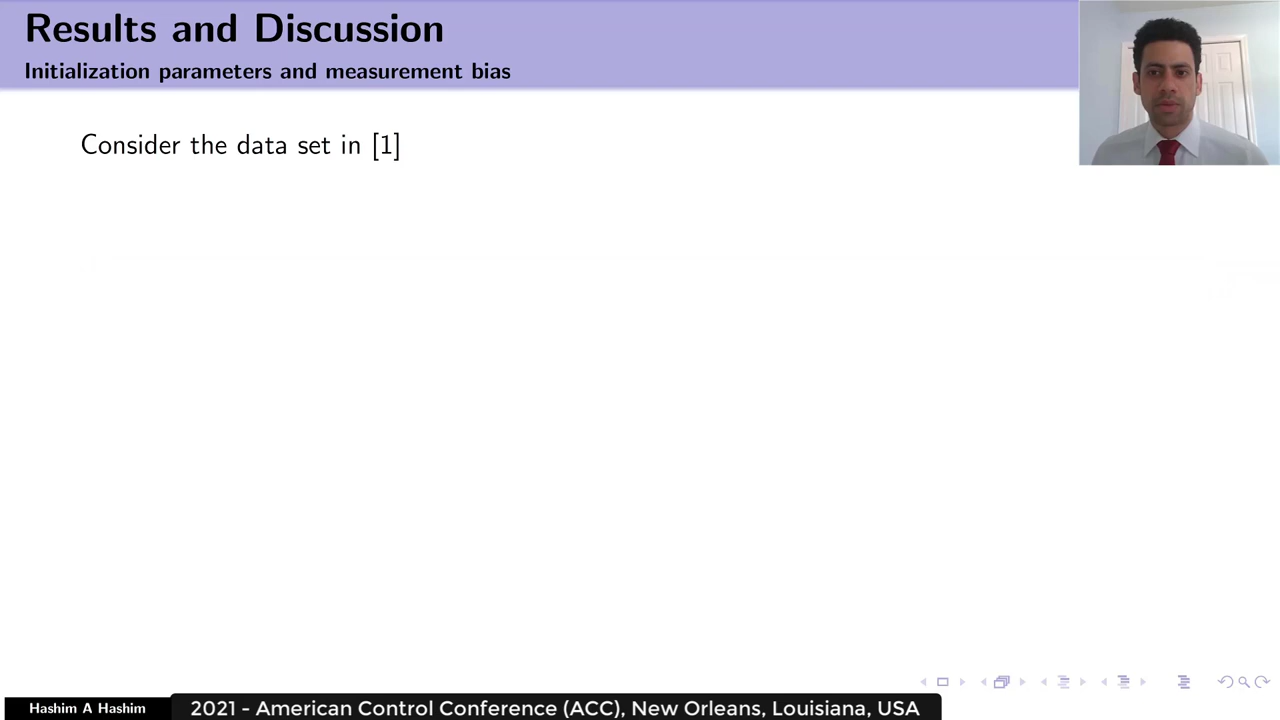 Results and Discussion
Initialization parameters and measurement bias
Consider the data set in [1]
Hashim A Hashim
2021 - American Control Conference (ACC), New Orleans, Louisiana, USA